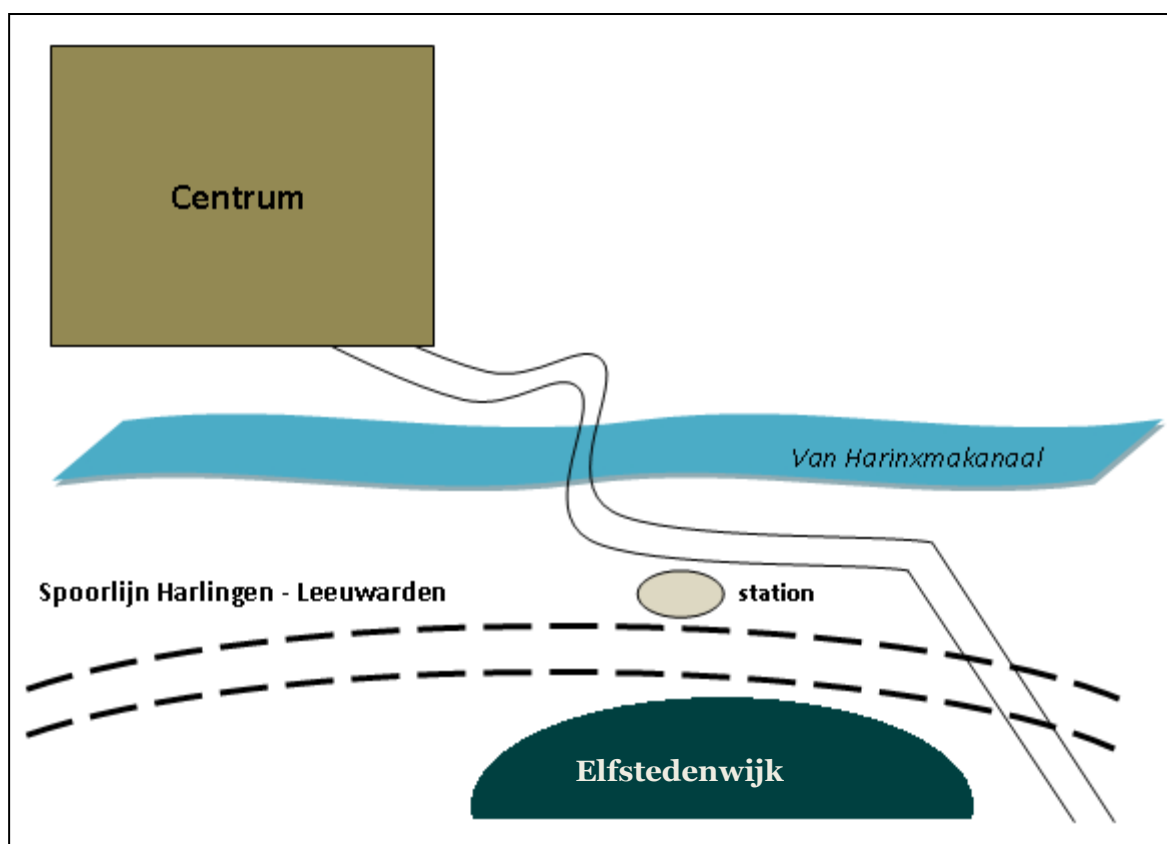 Centrum
Van Harinxmakanaal
Spoorlijn Harlingen - Leeuwarden
station
Elfstedenwijk